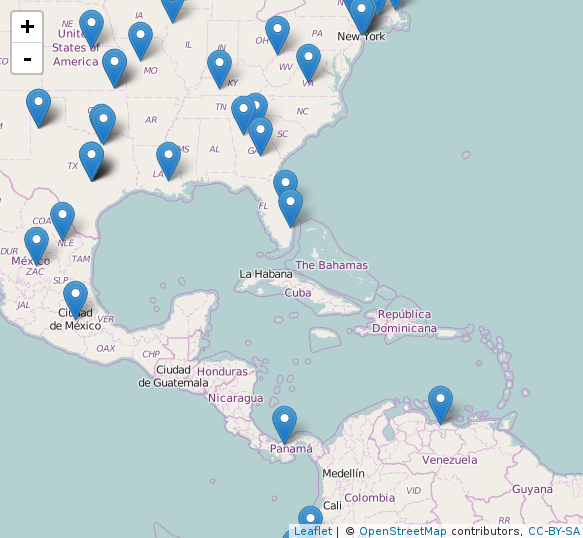 +
-
NE
IA
United
States of
America
IL
IN
OH
PA
New York
MO
WV
KY
VA
TN
NC
AR
SC
TX
MS
AL
LA
FL
COA
NLE
DUR
México
ZAC
TAM
SLP
La Habana
The Bahamas
Cuba
JAL
Ciudad
de México
VER
República
Dominicana
OAX
CHP
Ciudad
de Guatemala
Honduras
Nicaragua
Panamá
Medellín
Venezuela
Cali
Colombia
VID
Guyana
RR
Leaflet | © OpenStreetMap contributors, CC-BY-SA